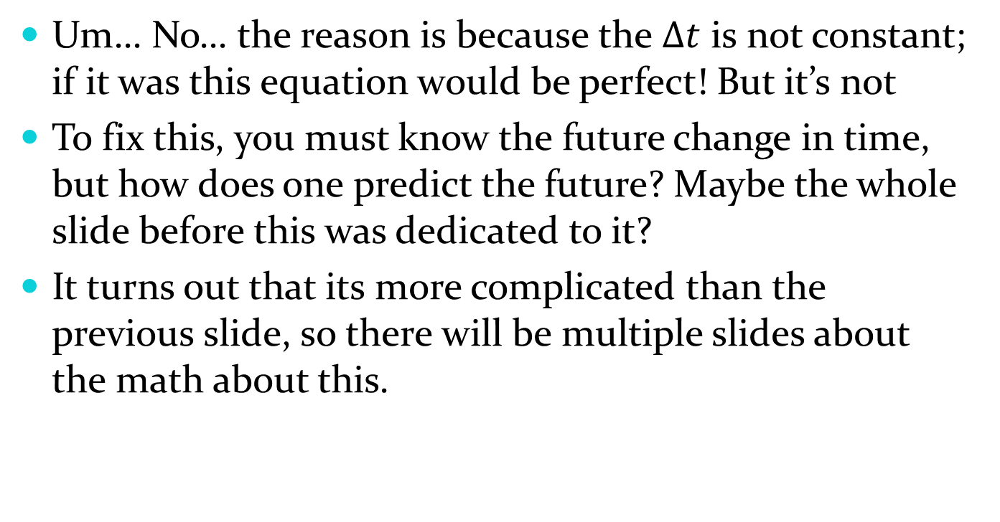 • Um... No... the reason is because the Δt is not constant;
if it was this equation would be perfect! But it’s not
• To fix this, you must know the future change in time,
but how does one predict the future? Maybe the whole
slide before this was dedicated to it?
• It turns out that its more complicated than the
previous slide, so there will be multiple slides about
the math about this.